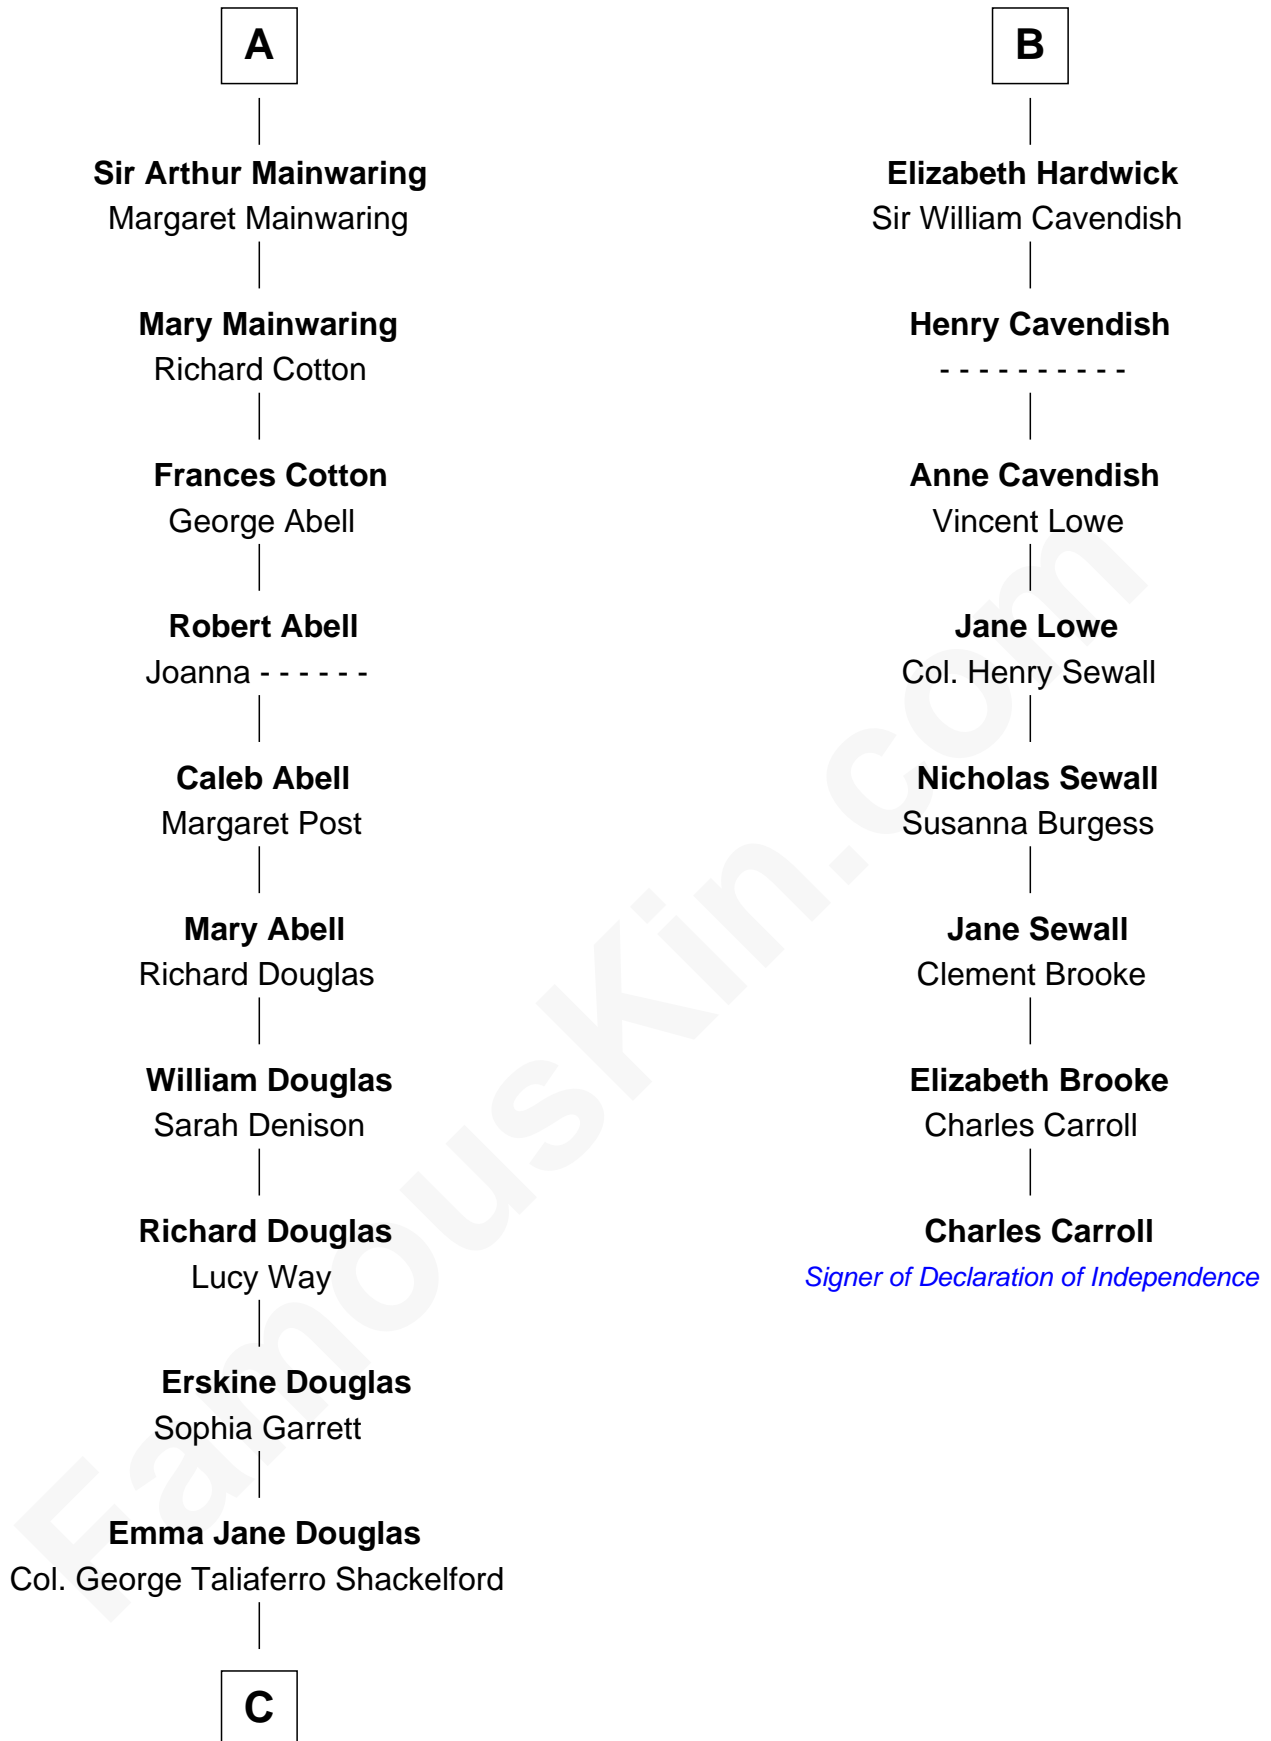 A
Sir Arthur Mainwaring
Margaret Mainwaring
Mary Mainwaring
Richard Cotton
Frances Cotton
George Abell
Robert Abell
Joanna - - - - - -
Caleb Abell
Margaret Post
Mary Abell
Richard Douglas
William Douglas
Sarah Denison
Richard Douglas
Lucy Way
Erskine Douglas
Sophia Garrett
Emma Jane Douglas
Col. George Taliaferro Shackelford
C
B
Elizabeth Hardwick
Sir William Cavendish
Henry Cavendish
- - - - - - - - - -
Anne Cavendish
Vincent Lowe
Jane Lowe
Col. Henry Sewall
Nicholas Sewall
Susanna Burgess
Jane Sewall
Clement Brooke
Elizabeth Brooke
Charles Carroll
Charles Carroll
Signer of Declaration of Independence
FamousKin.com